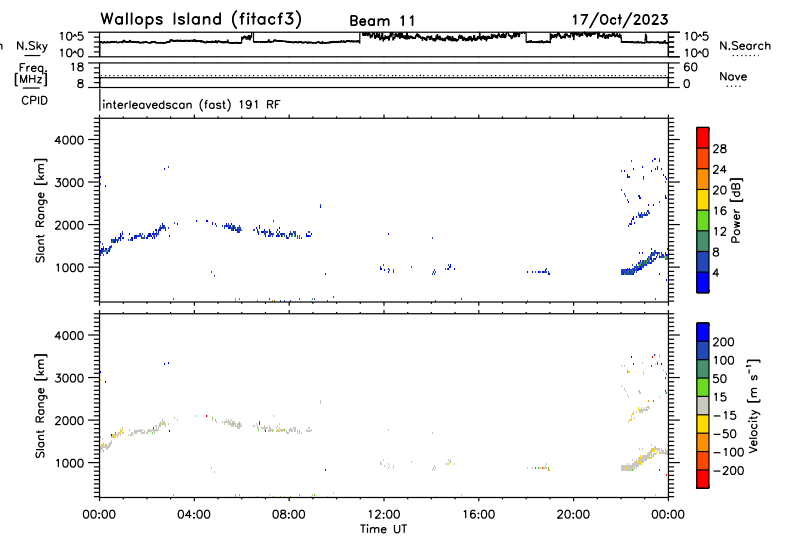 Wallops Island (fitacf3) Beam 11 17/Oct/2023
n N.Sky 10^5 10^0 10^5 10^0 N.Search
Freq. [MHz] 18 8 60 0 Nave
CPID interleavedscan (fast) 191 RF
Slant Range [km] 4000 3000 2000 1000
28 24 20 16 12 8 4 Power [dB]
Slant Range [km] 4000 3000 2000 1000
200 100 50 15 -15 -50 -100 -200 Velocity [m s⁻¹]
00:00 04:00 08:00 12:00 16:00 20:00 00:00
Time UT